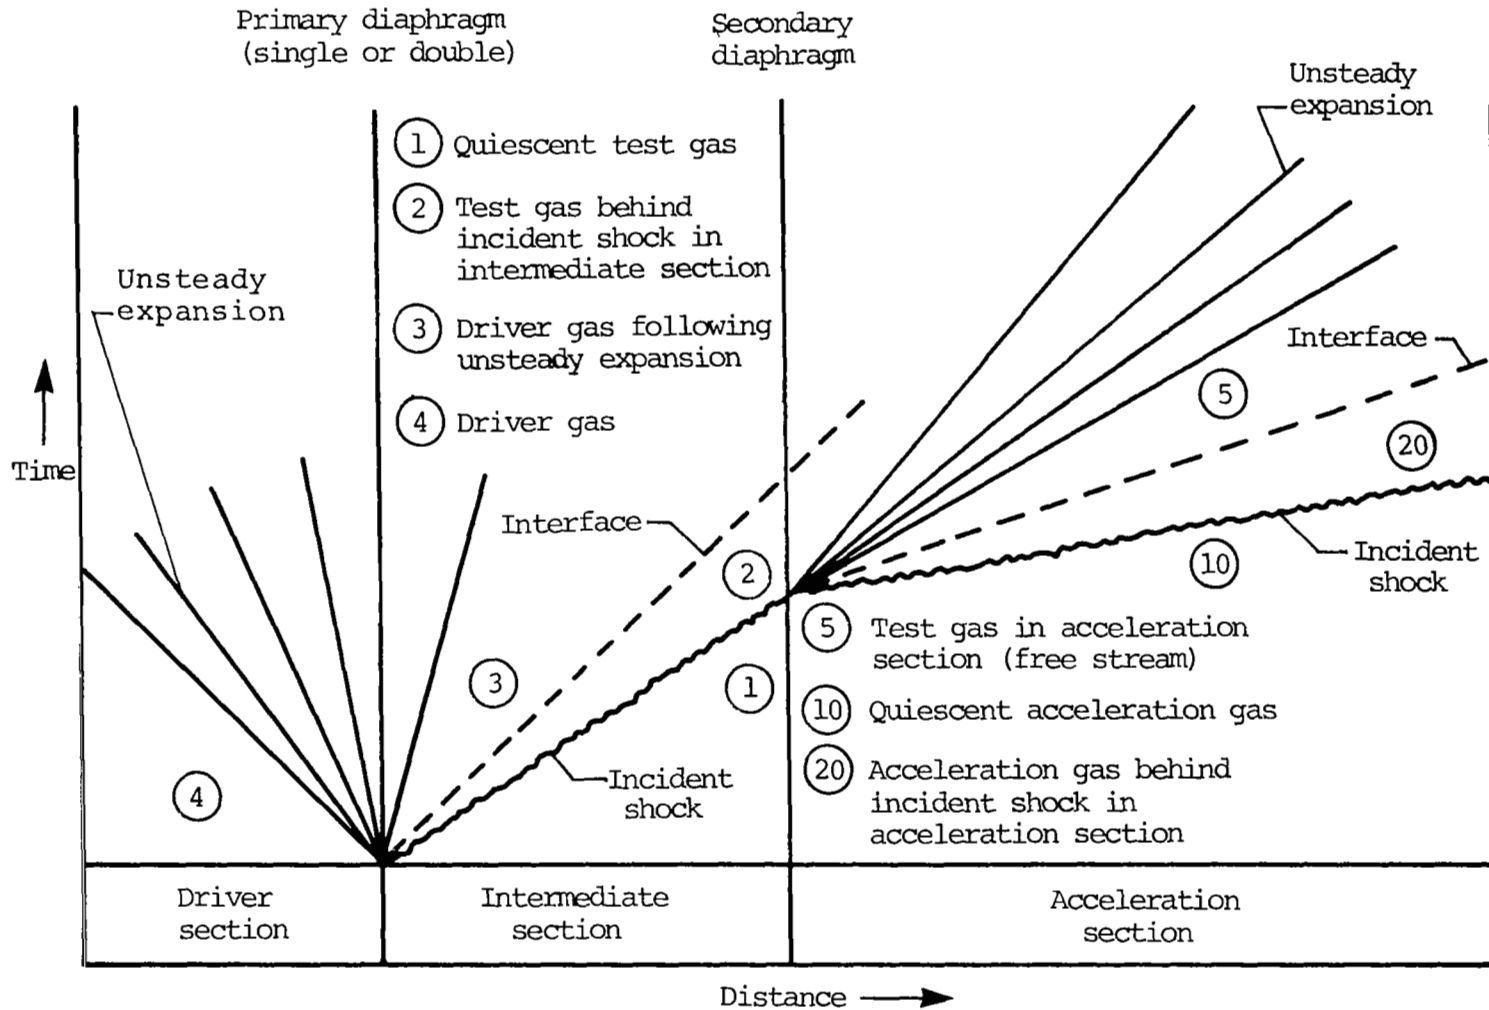 Primary diaphragm
(single or double)
Secondary
diaphragm
Unsteady
expansion
1 Quiescent test gas
2 Test gas behind
incident shock in
intermediate section
3 Driver gas following
unsteady expansion
4 Driver gas
Unsteady
expansion
Time
Interface
Interface
5
20
10
2
3
1
4
Incident
shock
Incident
shock
5 Test gas in acceleration
section (free stream)
10 Quiescent acceleration gas
20 Acceleration gas behind
incident shock in
acceleration section
Driver
section
Intermediate
section
Acceleration
section
Distance